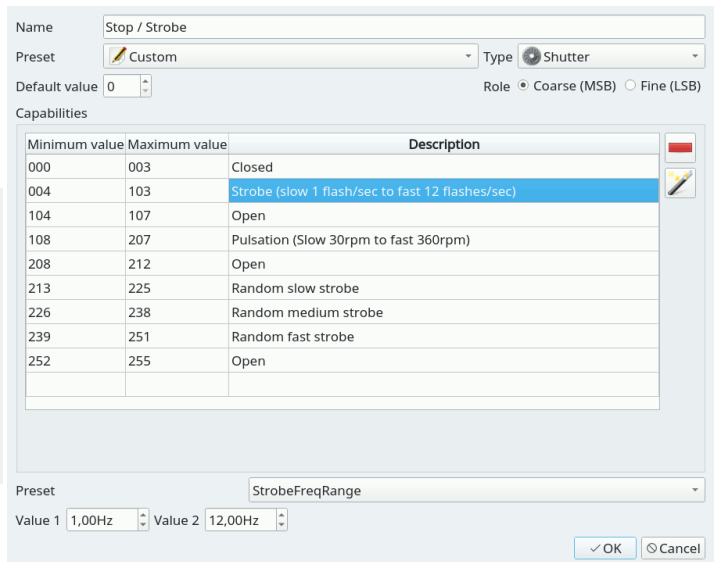 Name Stop / Strobe
Preset Custom Type Shutter
Default value 0 Role Coarse (MSB) Fine (LSB)
Capabilities
Minimum value Maximum value Description
000 003 Closed
004 103 Strobe (slow 1 flash/sec to fast 12 flashes/sec)
104 107 Open
108 207 Pulsation (Slow 30rpm to fast 360rpm)
208 212 Open
213 225 Random slow strobe
226 238 Random medium strobe
239 251 Random fast strobe
252 255 Open
Preset StrobeFreqRange
Value 1 1,00Hz Value 2 12,00Hz
OK Cancel